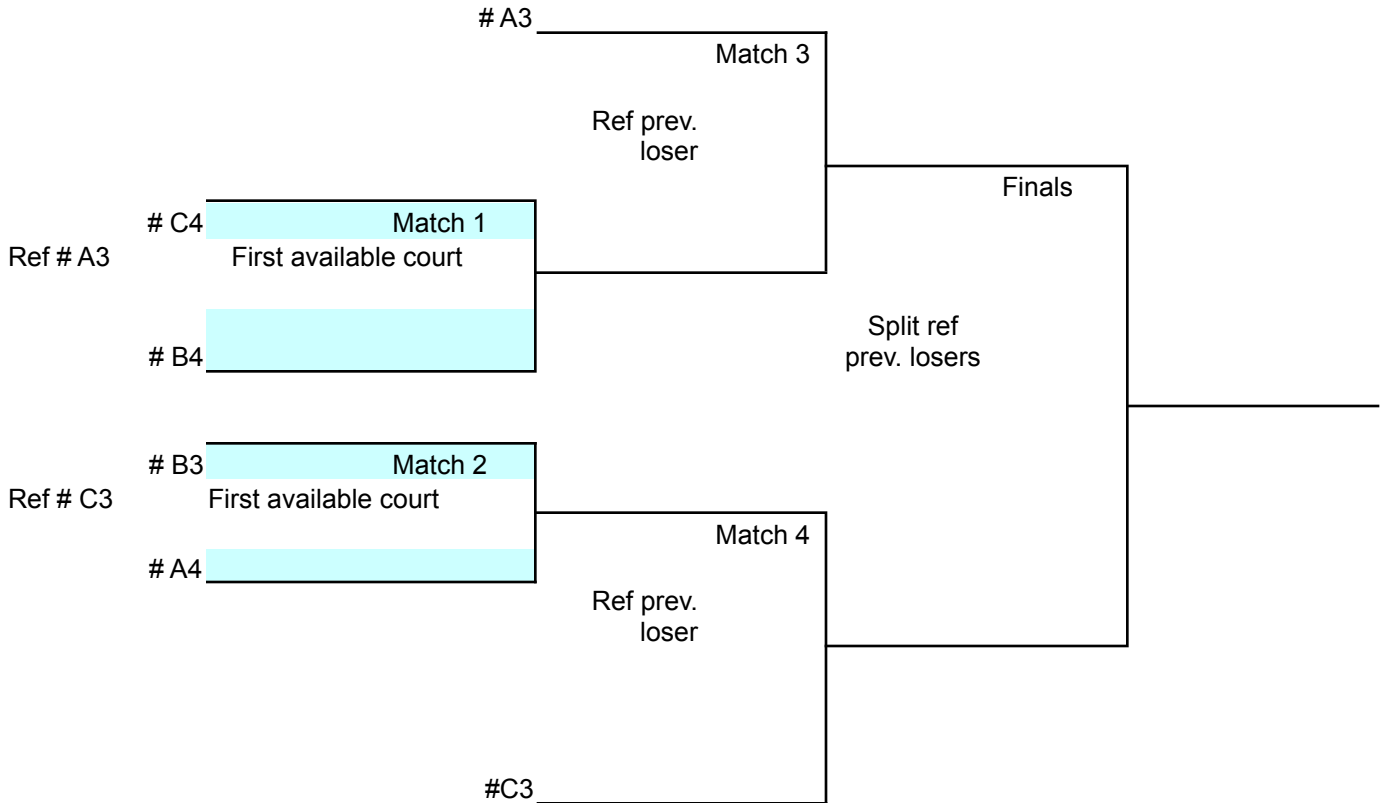 # A3
Match 3
Ref prev.
loser
Finals
# C4
Match 1
Ref # A3
First available court
Split ref
prev. losers
# B4
# B3
Match 2
Ref # C3
First available court
Match 4
# A4
Ref prev.
loser
#C3